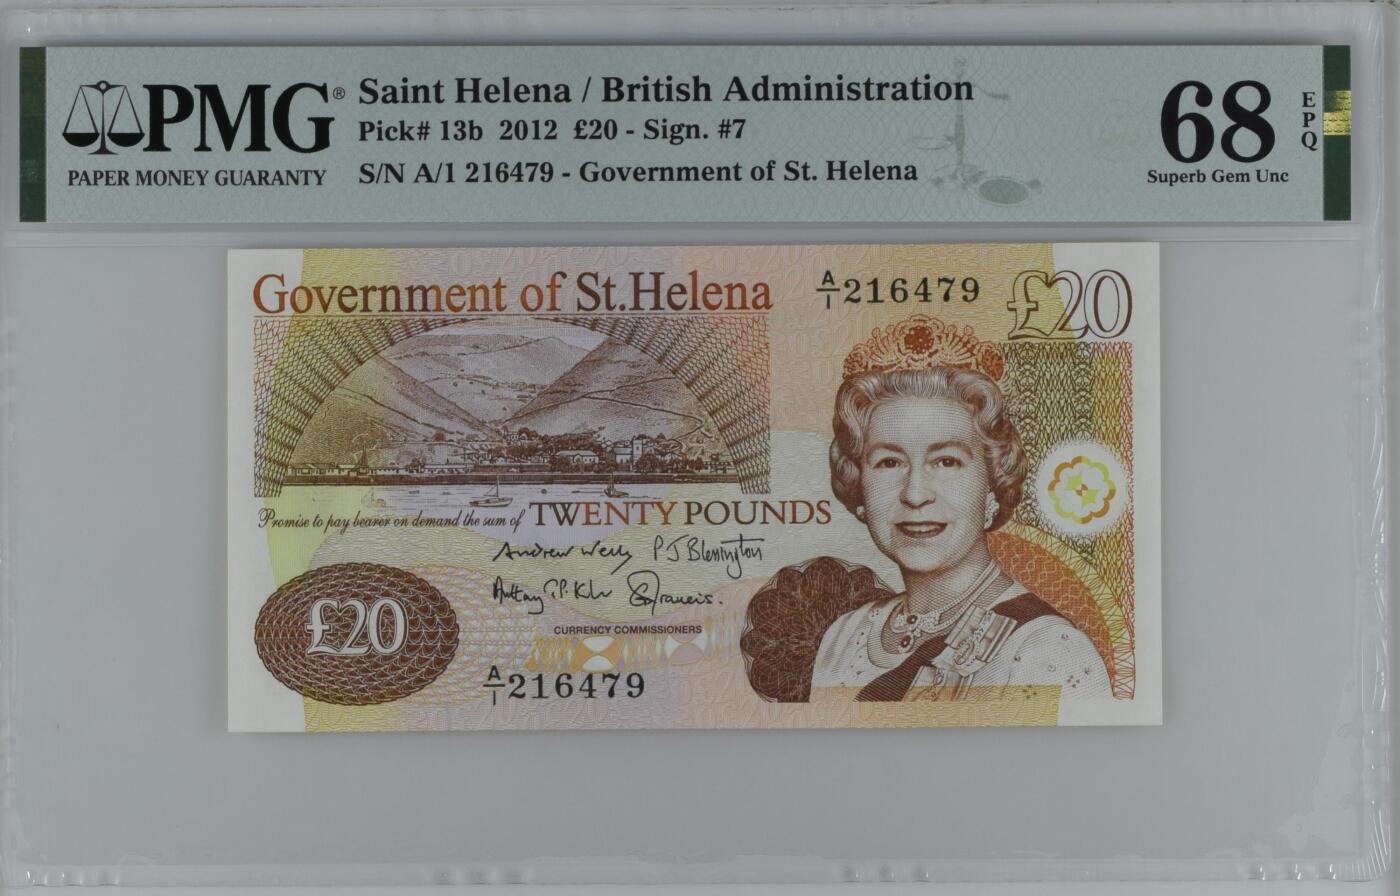 PMG®
PAPER MONEY GUARANTY
Saint Helena / British Administration
Pick# 13b 2012 £20 - Sign. #7
S/N A/1 216479 - Government of St. Helena
68
EPQ
Superb Gem Unc
Government of St.Helena
A/1 216479
£20
Promise to pay bearer on demand the sum of TWENTY POUNDS
Andrew Wells P J Blessington
£20
CURRENCY COMMISSIONERS
A/1 216479